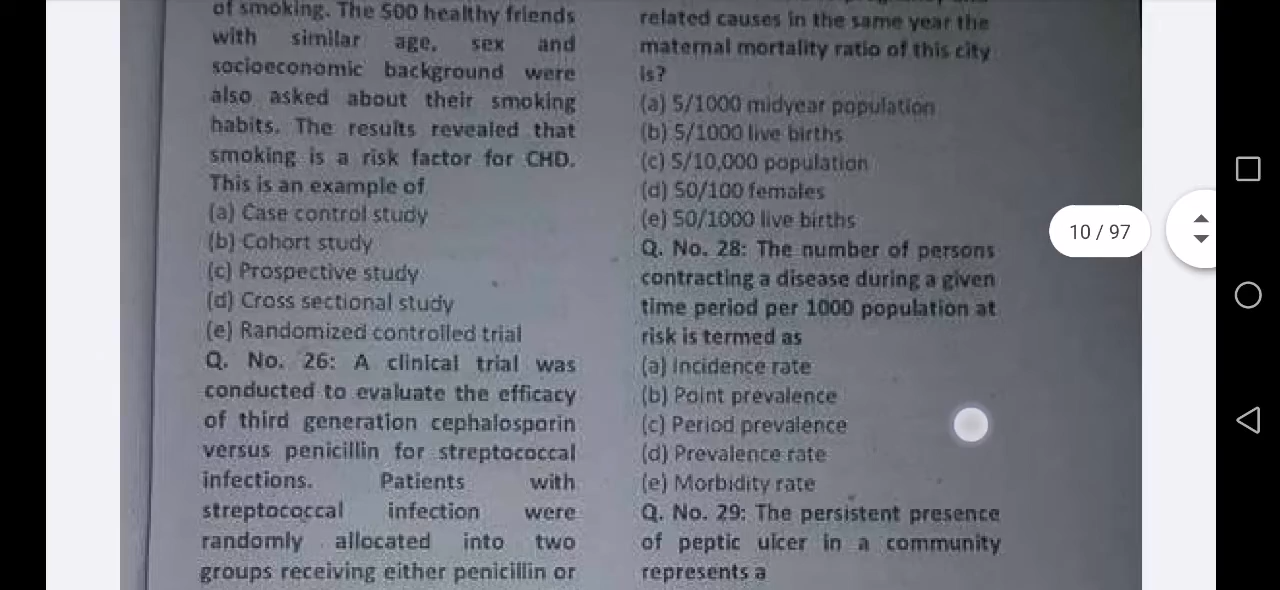 of smoking. The 500 healthy friends
with similar age, sex and
socioeconomic background were
also asked about their smoking
habits. The results revealed that
smoking is a risk factor for CHD.
This is an example of
(a) Case control study
(b) Cohort study
(c) Prospective study
(d) Cross sectional study
(e) Randomized controlled trial
Q. No. 26: A clinical trial was
conducted to evaluate the efficacy
of third generation cephalosporin
versus penicillin for streptococcal
infections. Patients with
streptococcal infection were
randomly allocated into two
groups receiving either penicillin or
related causes in the same year the
maternal mortality ratio of this city
is?
(a) 5/1000 midyear population
(b) 5/1000 live births
(c) 5/10,000 population
(d) 50/100 females
(e) 50/1000 live births
Q. No. 28: The number of persons
contracting a disease during a given
time period per 1000 population at
risk is termed as
(a) Incidence rate
(b) Point prevalence
(c) Period prevalence
(d) Prevalence rate
(e) Morbidity rate
Q. No. 29: The persistent presence
of peptic ulcer in a community
represents a
10 / 97